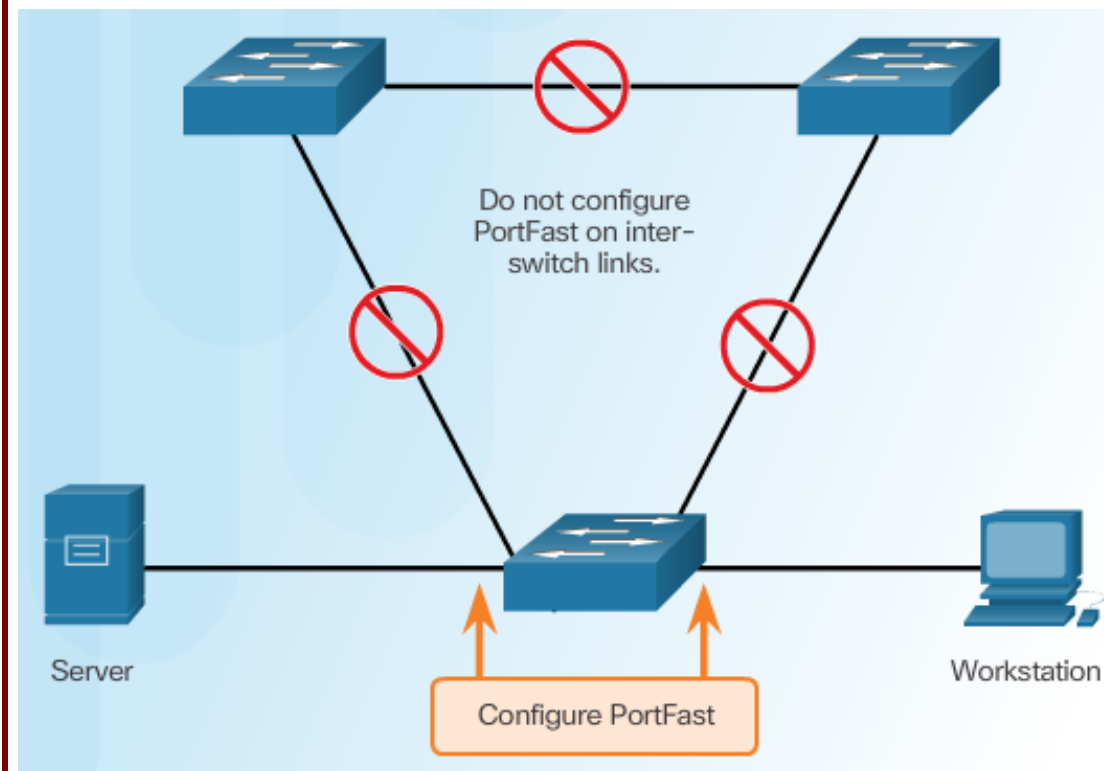 Do not configure
PortFast on inter-
switch links.
Server
Workstation
Configure PortFast